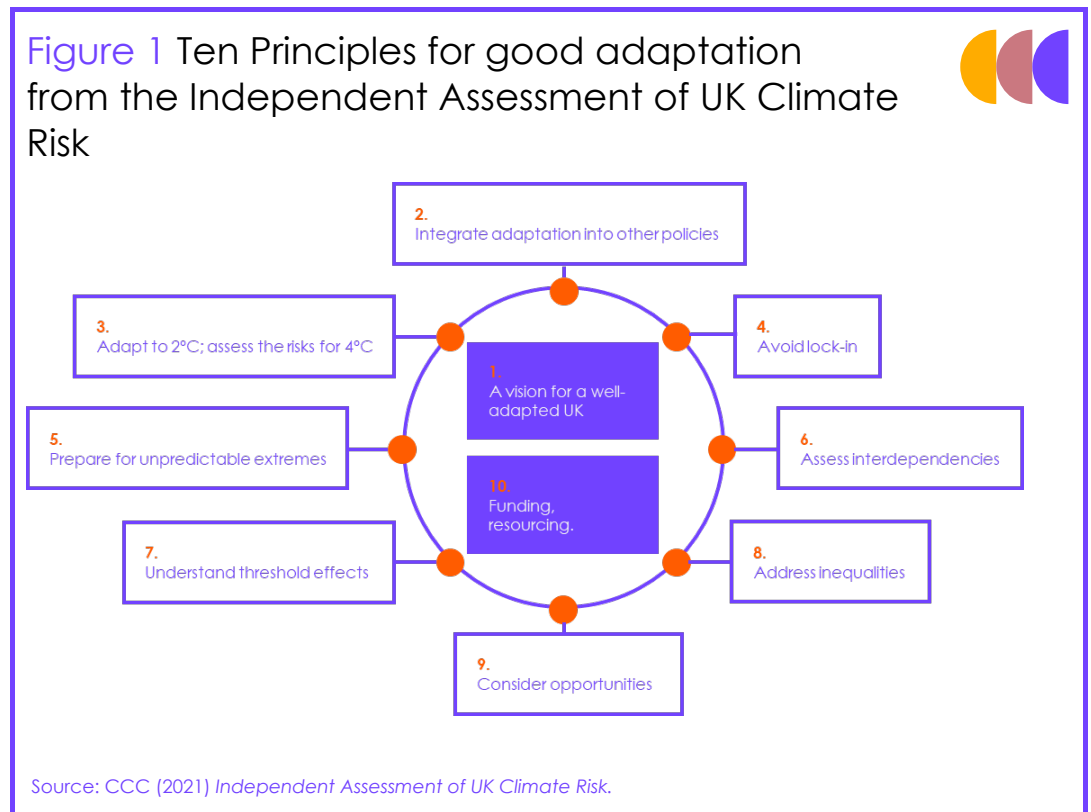 Figure 1 Ten Principles for good adaptation
from the Independent Assessment of UK Climate
Risk
2.
Integrate adaptation into other policies
3.
Adapt to 2°C; assess the risks for 4°C
4.
Avoid lock-in
1.
A vision for a well-
adapted UK
5.
Prepare for unpredictable extremes
6.
Assess interdependencies
10.
Funding,
resourcing.
7.
Understand threshold effects
8.
Address inequalities
9.
Consider opportunities
Source: CCC (2021) Independent Assessment of UK Climate Risk.